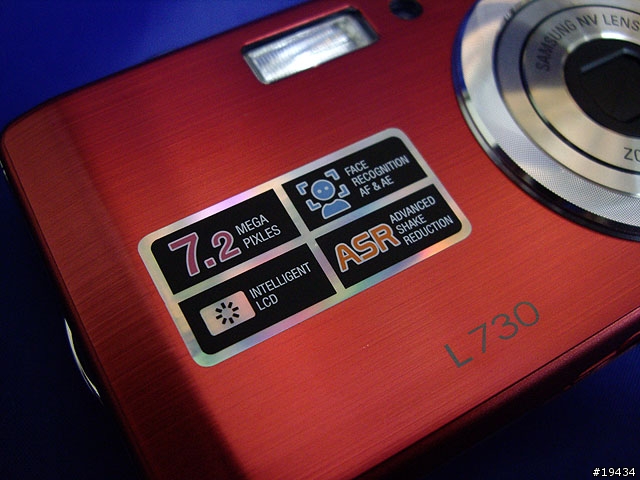 SAMSUNG NV LENS
ZO
FACE
RECOGNITION
AF & AE
7.2 MEGA
PIXLES
ASR ADVANCED
SHAKE
REDUCTION
INTELLIGENT
LCD
L730
#19434